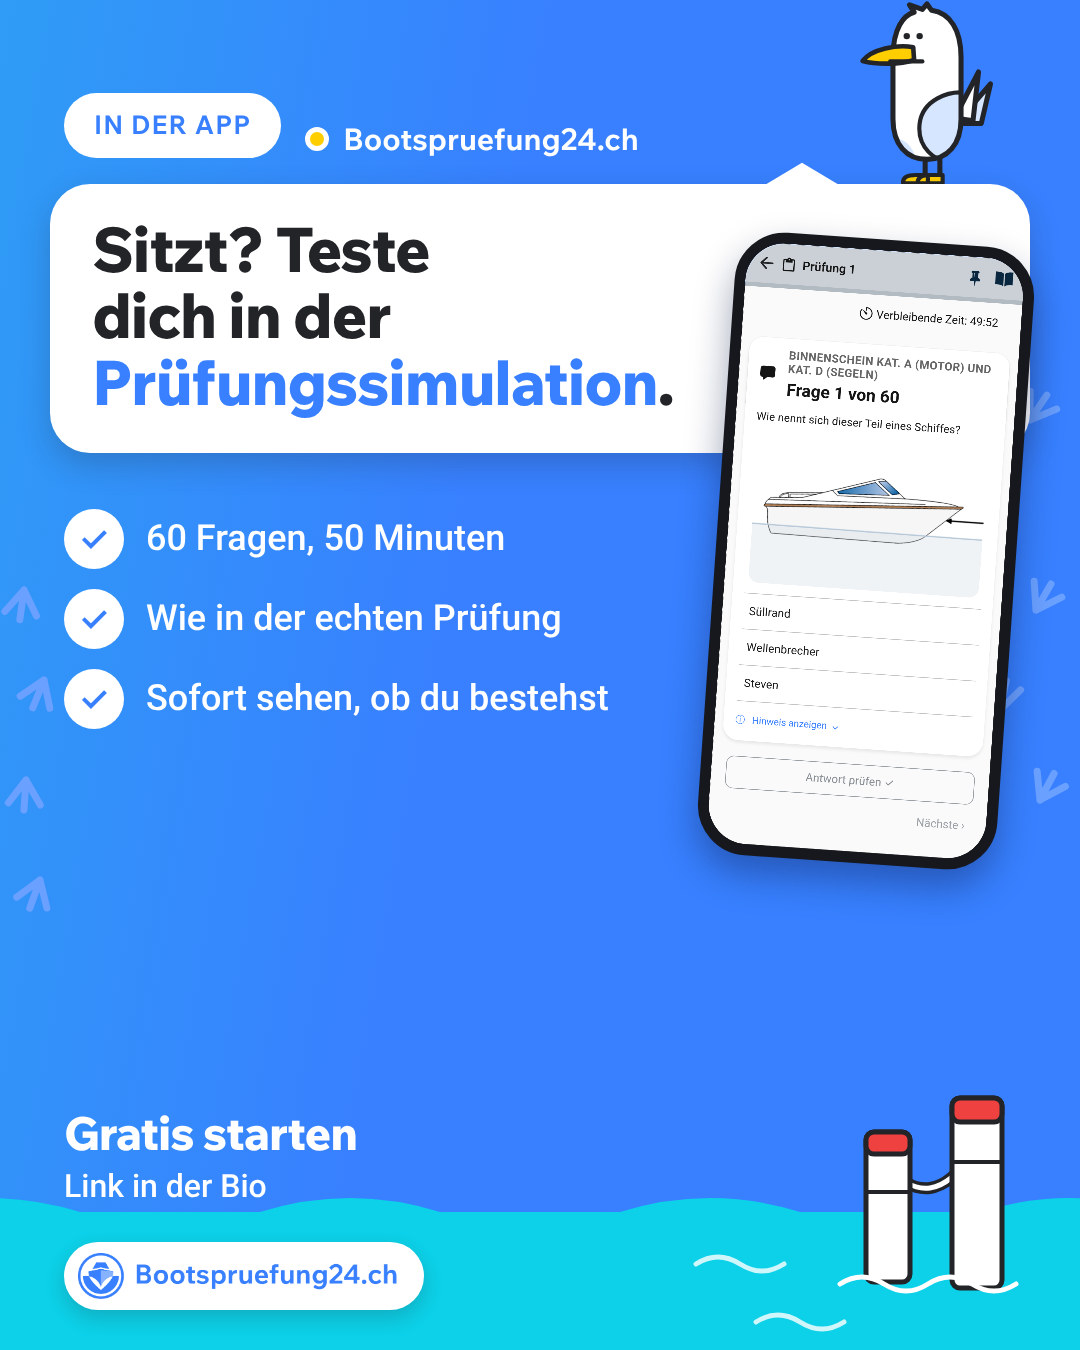 IN DER APP
Bootspruefung24.ch
Sitzt? Teste
dich in der
Prüfungssimulation.
60 Fragen, 50 Minuten
Wie in der echten Prüfung
Sofort sehen, ob du bestehst
Prüfung 1
Verbleibende Zeit: 49:52
BINNENSCHEIN KAT. A (MOTOR) UND
KAT. D (SEGELN)
Frage 1 von 60
Wie nennt sich dieser Teil eines Schiffes?
Süllrand
Wellenbrecher
Steven
Hinweis anzeigen
Antwort prüfen
Nächste ›
Gratis starten
Link in der Bio
Bootspruefung24.ch